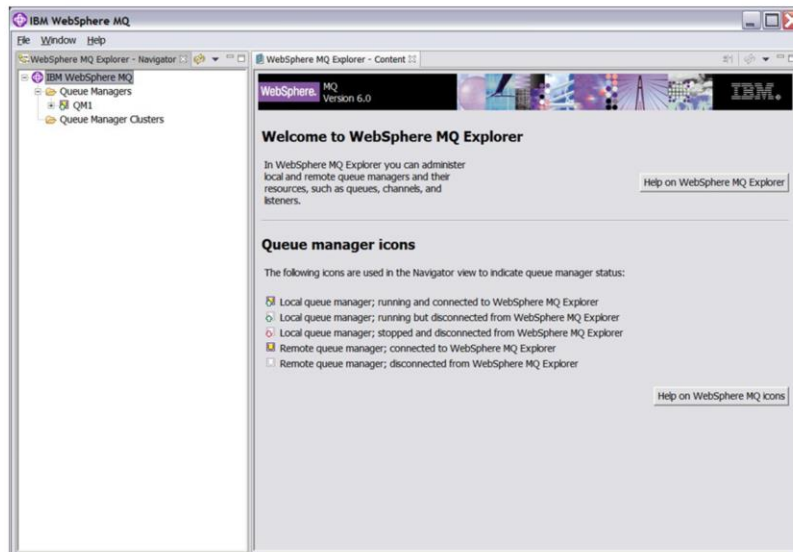 IBM WebSphere MQ
File Window Help
WebSphere MQ Explorer - Navigator
IBM WebSphere MQ
Queue Managers
QM1
Queue Manager Clusters
WebSphere MQ Explorer - Content
WebSphere. MQ
Version 6.0
IBM.
Welcome to WebSphere MQ Explorer
In WebSphere MQ Explorer you can administer
local and remote queue managers and their
resources, such as queues, channels, and
listeners.
Help on WebSphere MQ Explorer
Queue manager icons
The following icons are used in the Navigator view to indicate queue manager status:
Local queue manager; running and connected to WebSphere MQ Explorer
Local queue manager; running but disconnected from WebSphere MQ Explorer
Local queue manager; stopped and disconnected from WebSphere MQ Explorer
Remote queue manager; connected to WebSphere MQ Explorer
Remote queue manager; disconnected from WebSphere MQ Explorer
Help on WebSphere MQ icons